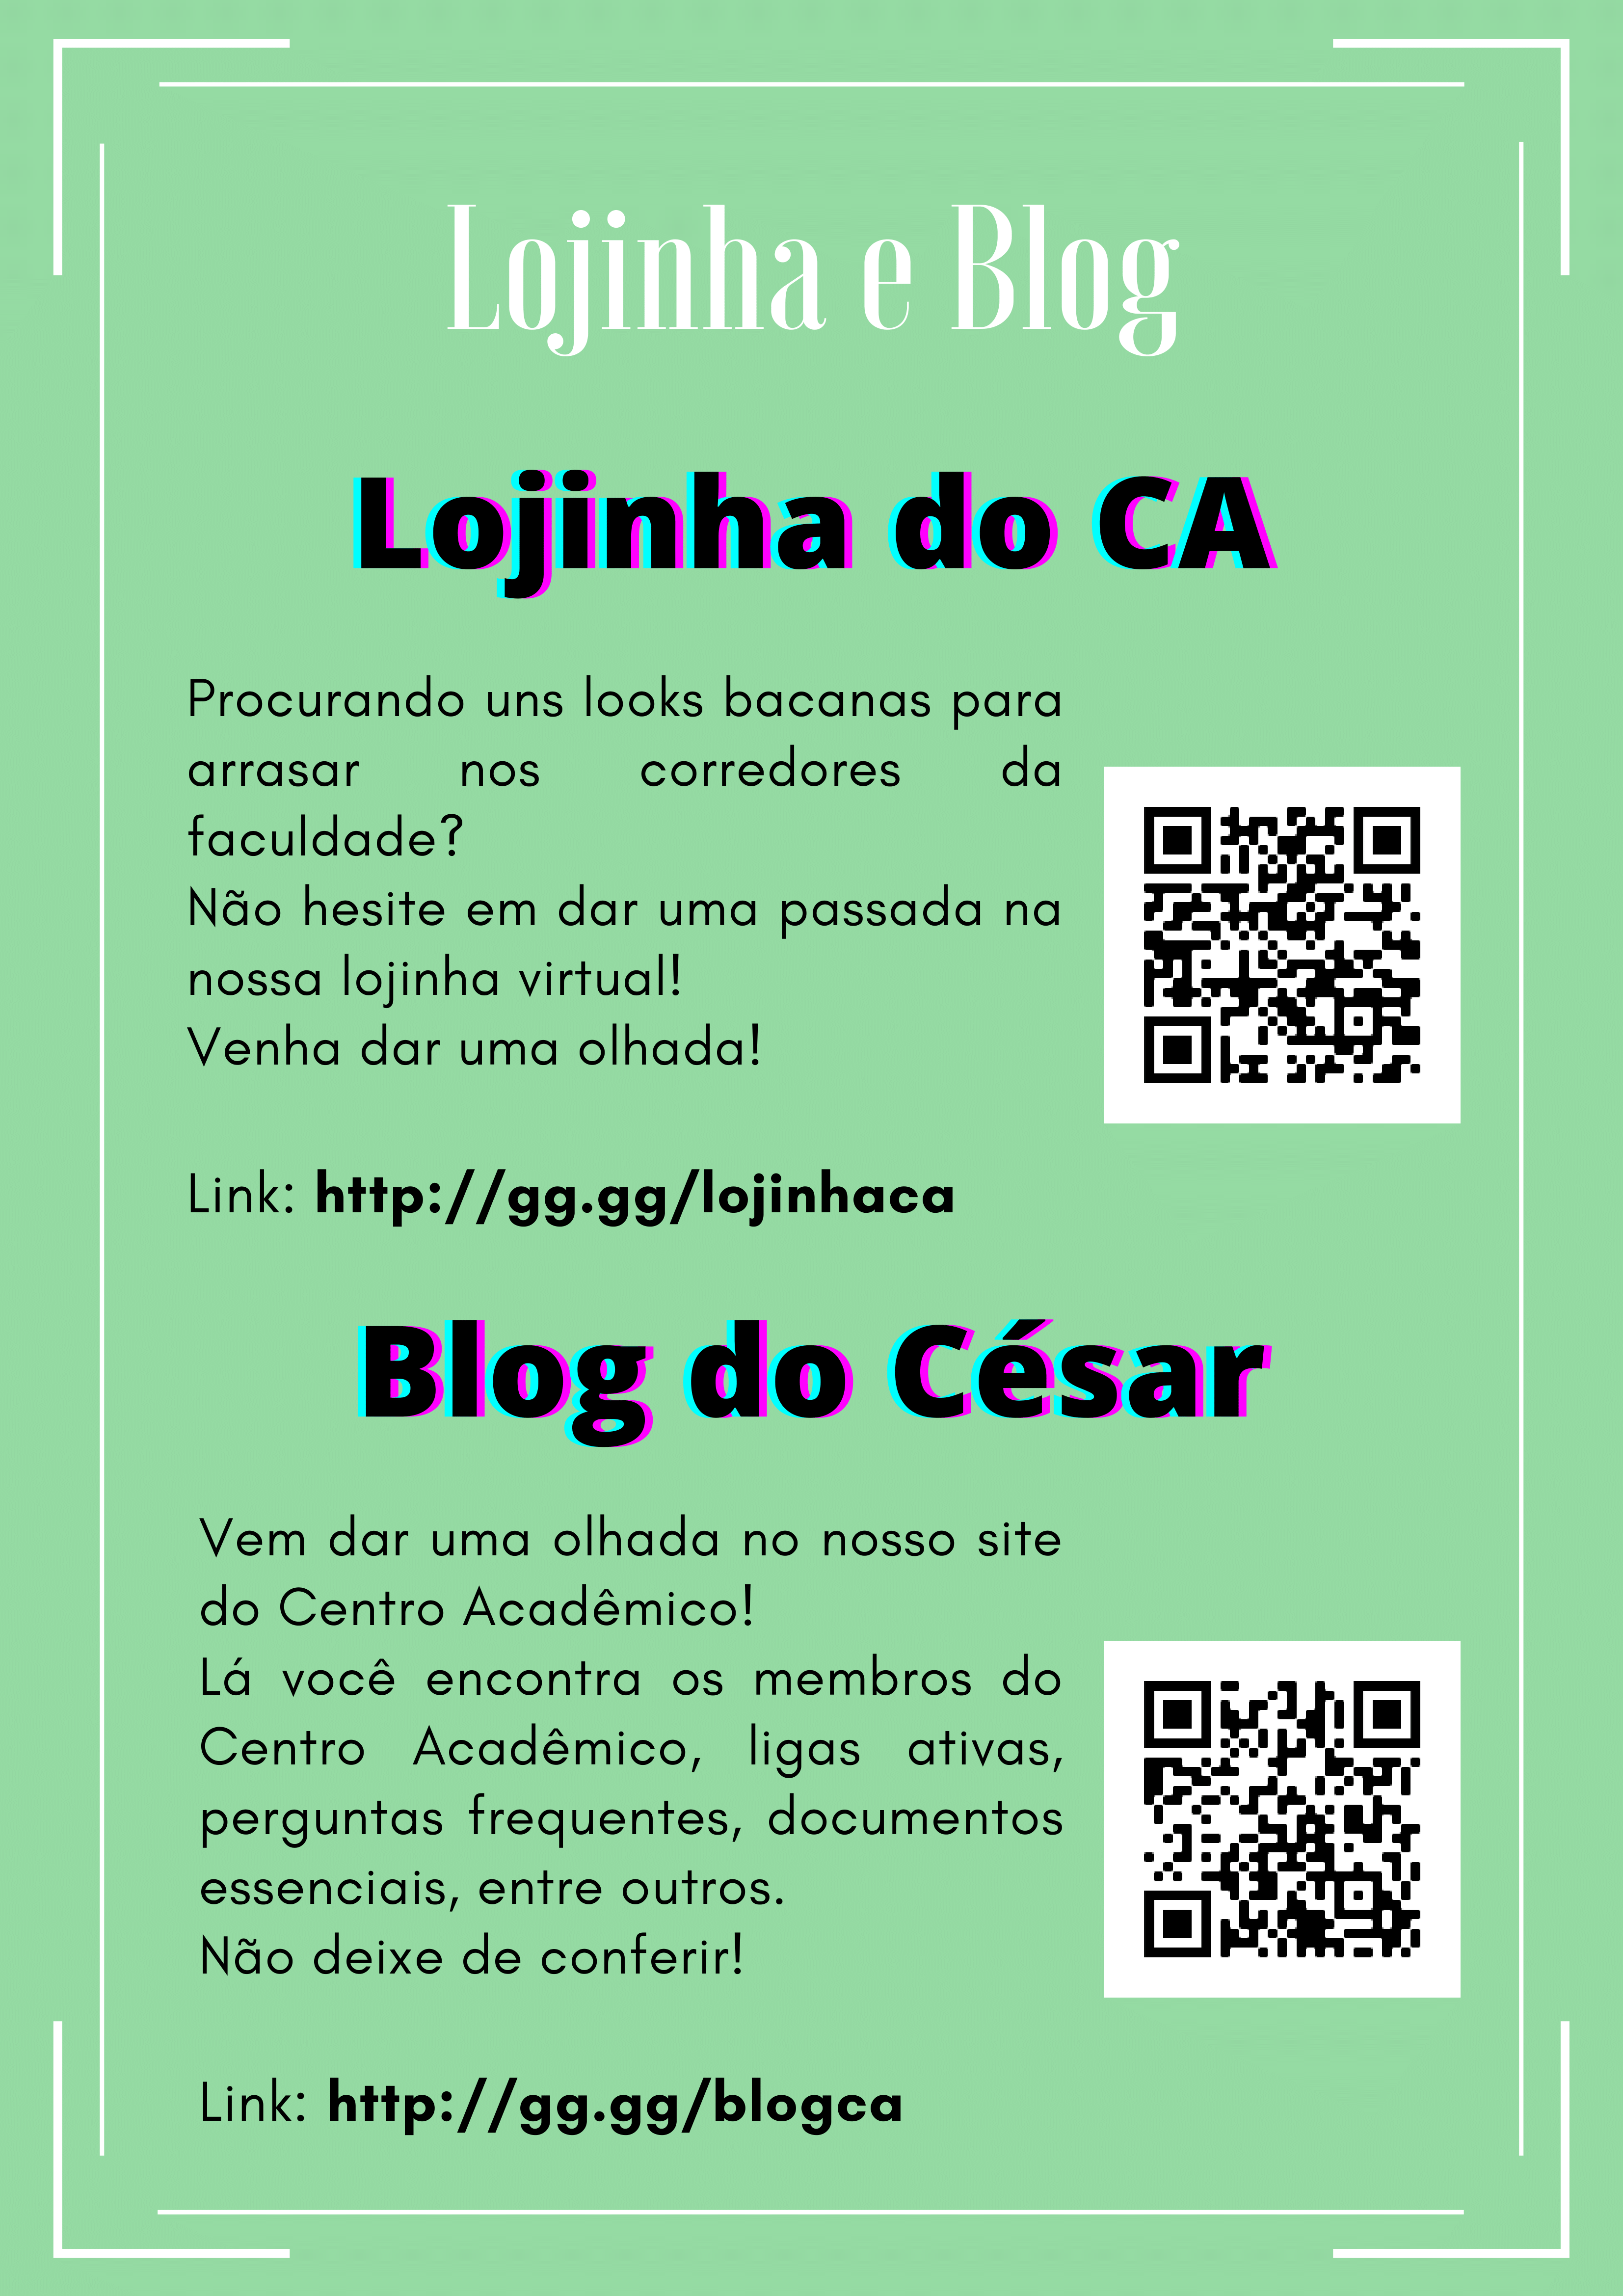 Lojinha e Blog
Lojinha do CA
Procurando uns looks bacanas para
arrasar nos corredores da
faculdade?
Não hesite em dar uma passada na
nossa lojinha virtual!
Venha dar uma olhada!
Link: http://gg.gg/lojinhaca
Blog do César
Vem dar uma olhada no nosso site
do Centro Acadêmico!
Lá você encontra os membros do
Centro Acadêmico, ligas ativas,
perguntas frequentes, documentos
essenciais, entre outros.
Não deixe de conferir!
Link: http://gg.gg/blogca